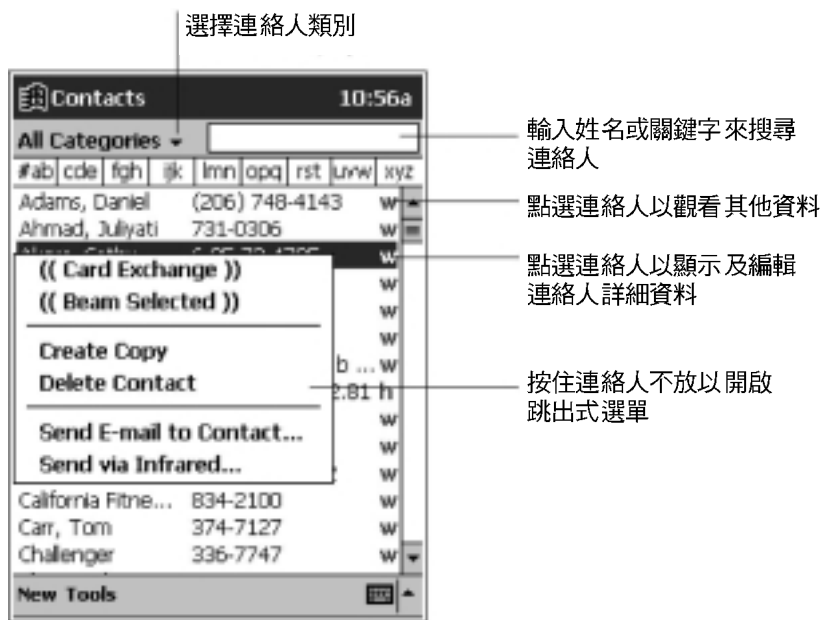 選擇連絡人類別
Contacts 10:56a
All Categories
#ab cde fgh ijk lmn opq rst uvw xyz
Adams, Daniel (206) 748-4143 w
Ahmad, Juliyati 731-0306 w
w
(( Card Exchange ))
w
(( Beam Selected ))
w
w
Create Copy
b ... w
Delete Contact
2.81 h
w
Send E-mail to Contact...
w
Send via Infrared...
w
California Fitne... 834-2100 w
Carr, Tom 374-7127 w
Challenger 336-7747 w
New Tools
輸入姓名或關鍵字來搜尋
連絡人
點選連絡人以觀看其他資料
點選連絡人以顯示及編輯
連絡人詳細資料
按住連絡人不放以開啟
跳出式選單